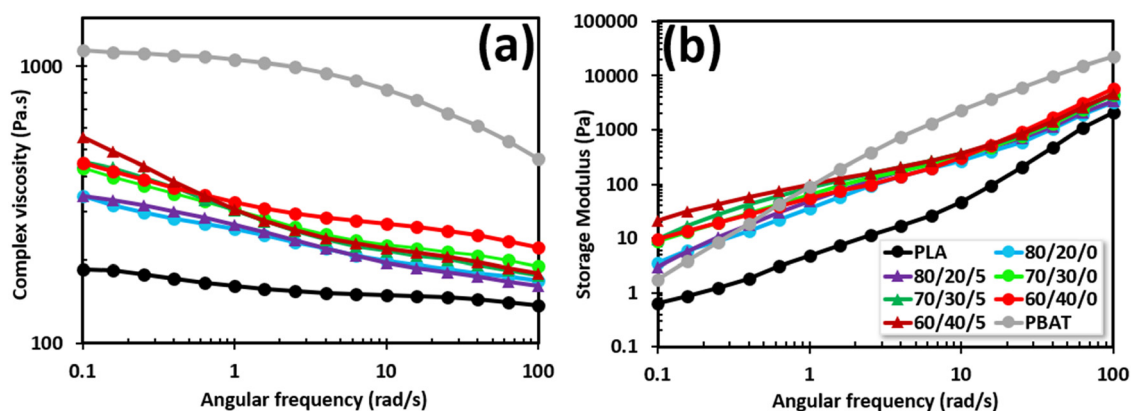 (a)
Complex viscosity (Pa.s)
1000
100
0.1 1 10 100
Angular frequency (rad/s)
(b)
Storage Modulus (Pa)
100000
10000
1000
100
10
1
0.1
PLA 80/20/0
80/20/5 70/30/0
70/30/5 60/40/0
60/40/5 PBAT
0.1 1 10 100
Angular frequency (rad/s)